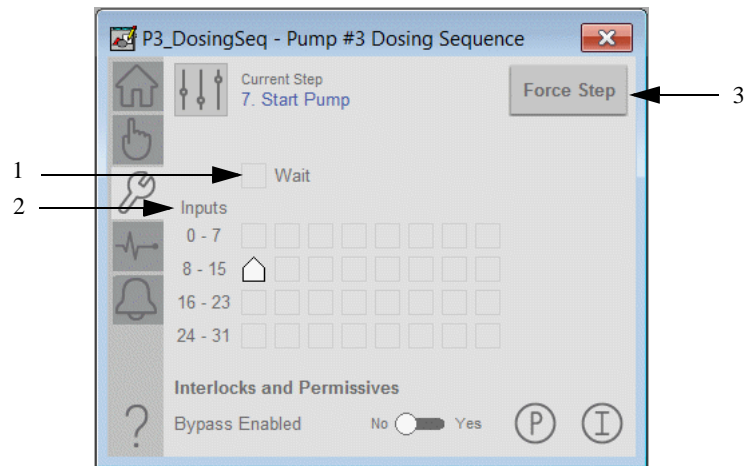 P3_DosingSeq - Pump #3 Dosing Sequence
Current Step
7. Start Pump
Force Step
3
1
Wait
2
Inputs
0 - 7
8 - 15
16 - 23
24 - 31
Interlocks and Permissives
?
Bypass Enabled
No
Yes
P
I